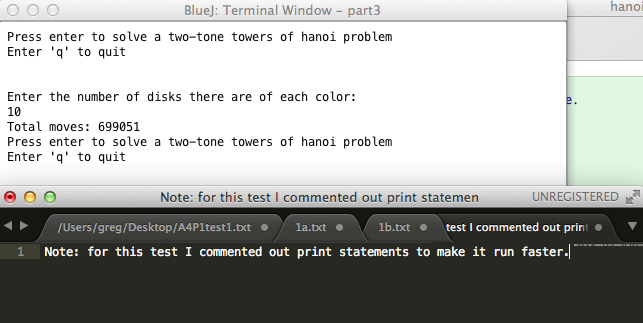 BlueJ: Terminal Window – part3
hanoi
Press enter to solve a two-tone towers of hanoi problem
Enter 'q' to quit
Enter the number of disks there are of each color:
e.
10
Total moves: 699051
Press enter to solve a two-tone towers of hanoi problem
Enter 'q' to quit
Note: for this test I commented out print statemen
UNREGISTERED
/Users/greg/Desktop/A4P1test1.txt
1a.txt
1b.txt
test I commented out print
1 Note: for this test I commented out print statements to make it run faster.